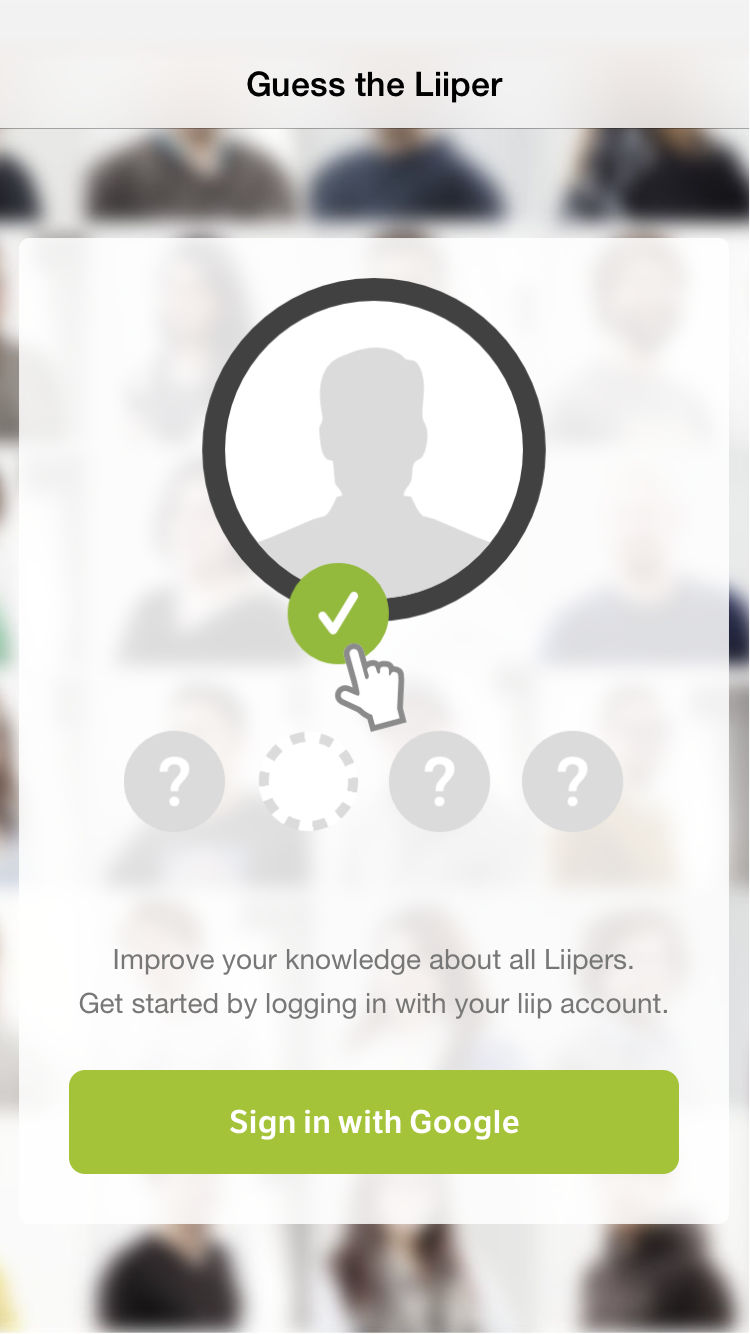 Guess the Liiper
?
?
?
Improve your knowledge about all Liipers.
Get started by logging in with your liip account.
Sign in with Google